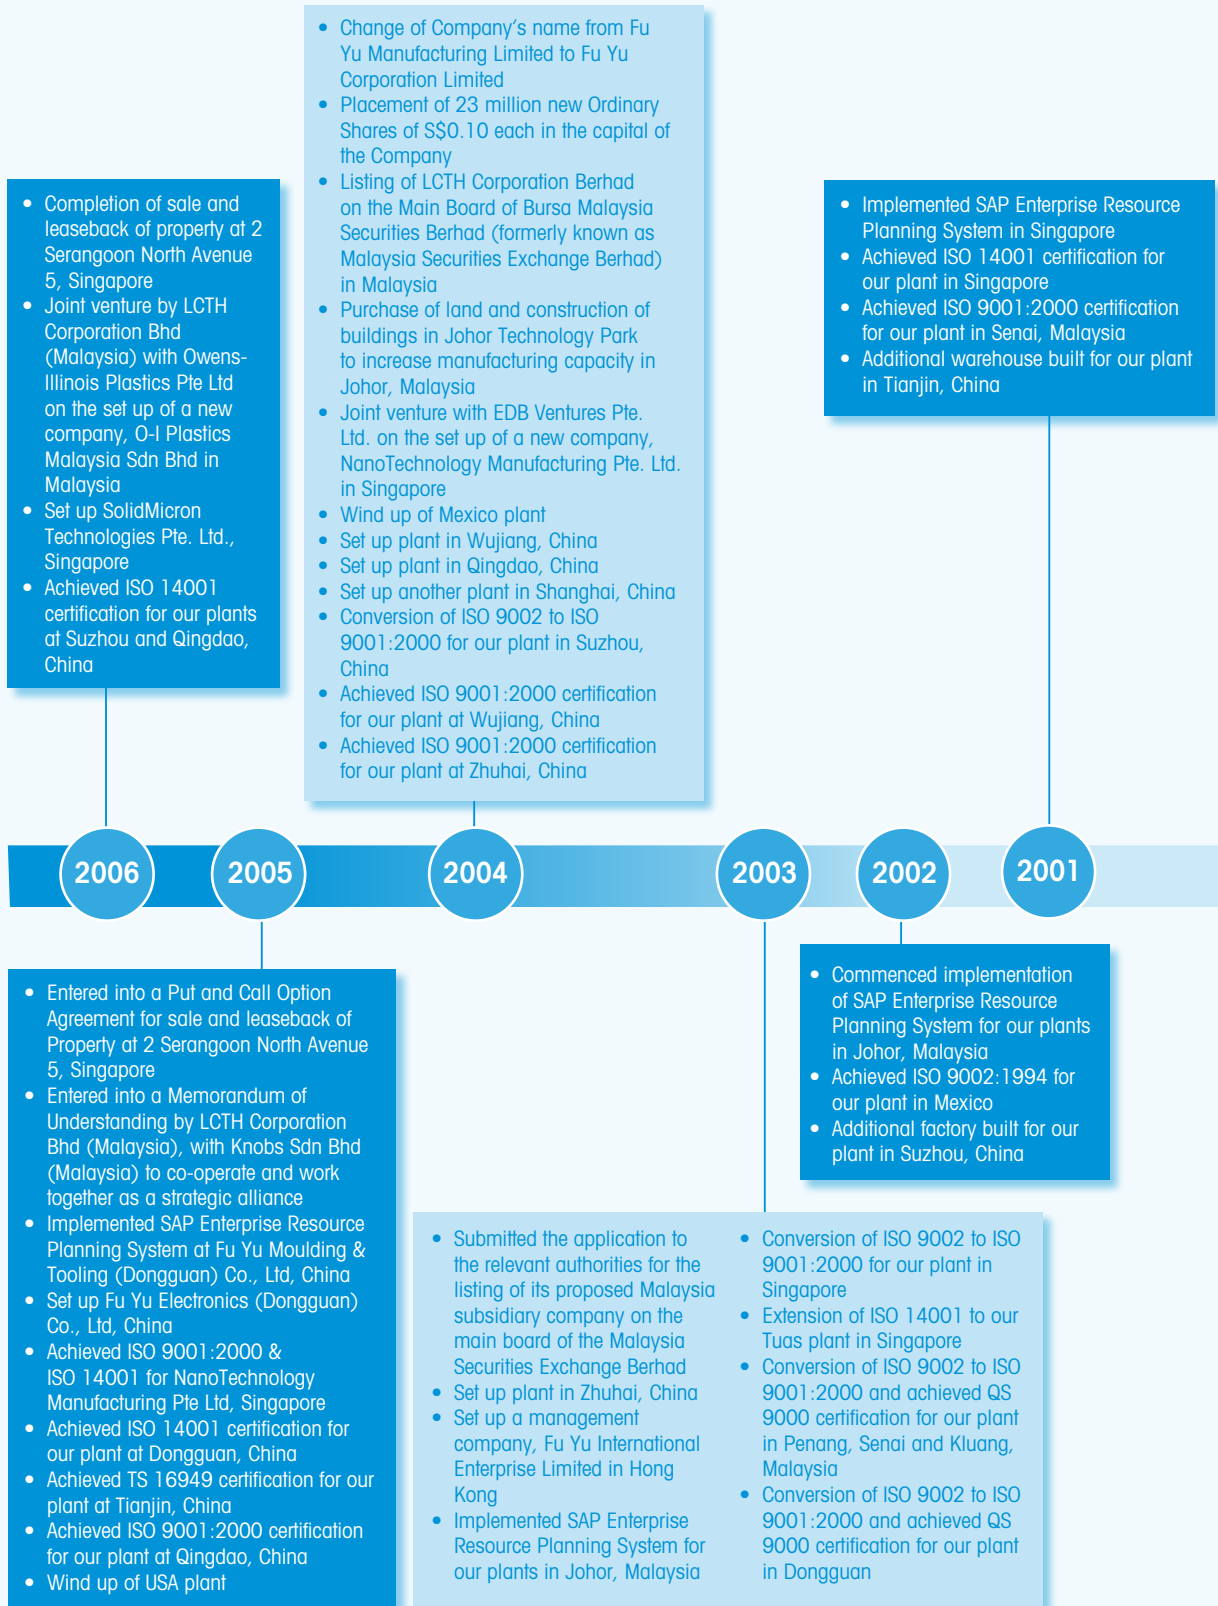 • Change of Company's name from Fu
Yu Manufacturing Limited to Fu Yu
Corporation Limited
• Placement of 23 million new Ordinary
Shares of S$0.10 each in the capital of
the Company
• Listing of LCTH Corporation Berhad
on the Main Board of Bursa Malaysia
Securities Berhad (formerly known as
Malaysia Securities Exchange Berhad)
in Malaysia
• Purchase of land and construction of
buildings in Johor Technology Park
to increase manufacturing capacity in
Johor, Malaysia
• Joint venture with EDB Ventures Pte.
Ltd. on the set up of a new company,
NanoTechnology Manufacturing Pte. Ltd.
in Singapore
• Wind up of Mexico plant
• Set up plant in Wujiang, China
• Set up plant in Qingdao, China
• Set up another plant in Shanghai, China
• Conversion of ISO 9002 to ISO
9001:2000 for our plant in Suzhou,
China
• Achieved ISO 9001:2000 certification
for our plant at Wujiang, China
• Achieved ISO 9001:2000 certification
for our plant at Zhuhai, China
• Completion of sale and
leaseback of property at 2
Serangoon North Avenue
5, Singapore
• Joint venture by LCTH
Corporation Bhd
(Malaysia) with Owens-
Illinois Plastics Pte Ltd
on the set up of a new
company, O-I Plastics
Malaysia Sdn Bhd in
Malaysia
• Set up SolidMicron
Technologies Pte. Ltd.,
Singapore
• Achieved ISO 14001
certification for our plants
at Suzhou and Qingdao,
China
• Implemented SAP Enterprise Resource
Planning System in Singapore
• Achieved ISO 14001 certification for
our plant in Singapore
• Achieved ISO 9001:2000 certification
for our plant in Senai, Malaysia
• Additional warehouse built for our plant
in Tianjin, China
2006
2005
2004
2003
2002
2001
• Entered into a Put and Call Option
Agreement for sale and leaseback of
Property at 2 Serangoon North Avenue
5, Singapore
• Entered into a Memorandum of
Understanding by LCTH Corporation
Bhd (Malaysia), with Knobs Sdn Bhd
(Malaysia) to co-operate and work
together as a strategic alliance
• Implemented SAP Enterprise Resource
Planning System at Fu Yu Moulding &
Tooling (Dongguan) Co., Ltd, China
• Set up Fu Yu Electronics (Dongguan)
Co., Ltd, China
• Achieved ISO 9001:2000 &
ISO 14001 for NanoTechnology
Manufacturing Pte Ltd, Singapore
• Achieved ISO 14001 certification for
our plant at Dongguan, China
• Achieved TS 16949 certification for our
plant at Tianjin, China
• Achieved ISO 9001:2000 certification
for our plant at Qingdao, China
• Wind up of USA plant
• Commenced implementation
of SAP Enterprise Resource
Planning System for our plants
in Johor, Malaysia
• Achieved ISO 9002:1994 for
our plant in Mexico
• Additional factory built for our
plant in Suzhou, China
• Submitted the application to
the relevant authorities for the
listing of its proposed Malaysia
subsidiary company on the
main board of the Malaysia
Securities Exchange Berhad
• Set up plant in Zhuhai, China
• Set up a management
company, Fu Yu International
Enterprise Limited in Hong
Kong
• Implemented SAP Enterprise
Resource Planning System for
our plants in Johor, Malaysia
• Conversion of ISO 9002 to ISO
9001:2000 for our plant in
Singapore
• Extension of ISO 14001 to our
Tuas plant in Singapore
• Conversion of ISO 9002 to ISO
9001:2000 and achieved QS
9000 certification for our plant
in Penang, Senai and Kluang,
Malaysia
• Conversion of ISO 9002 to ISO
9001:2000 and achieved QS
9000 certification for our plant
in Dongguan